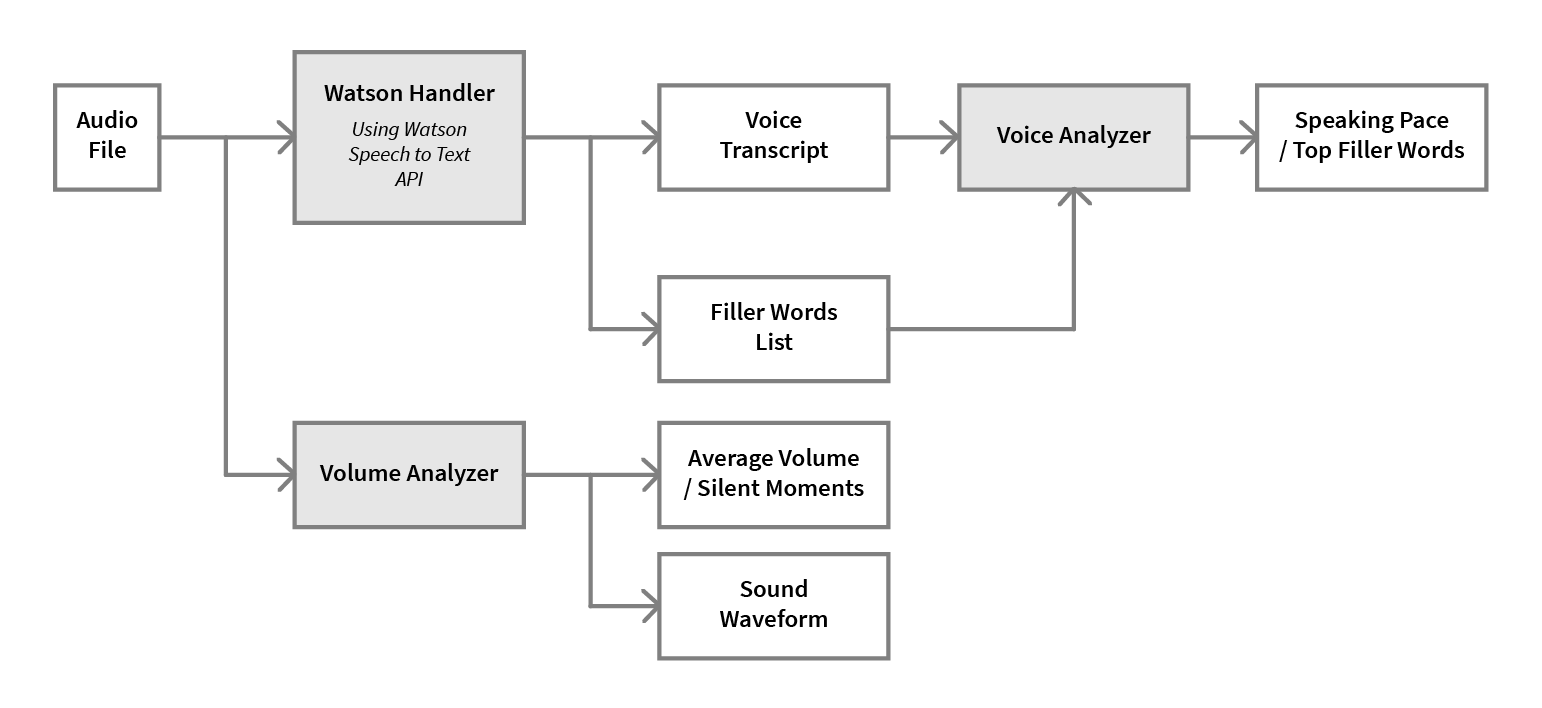 Audio
File
Watson Handler
Using Watson
Speech to Text
API
Voice
Transcript
Voice Analyzer
Speaking Pace
/ Top Filler Words
Filler Words
List
Volume Analyzer
Average Volume
/ Silent Moments
Sound
Waveform